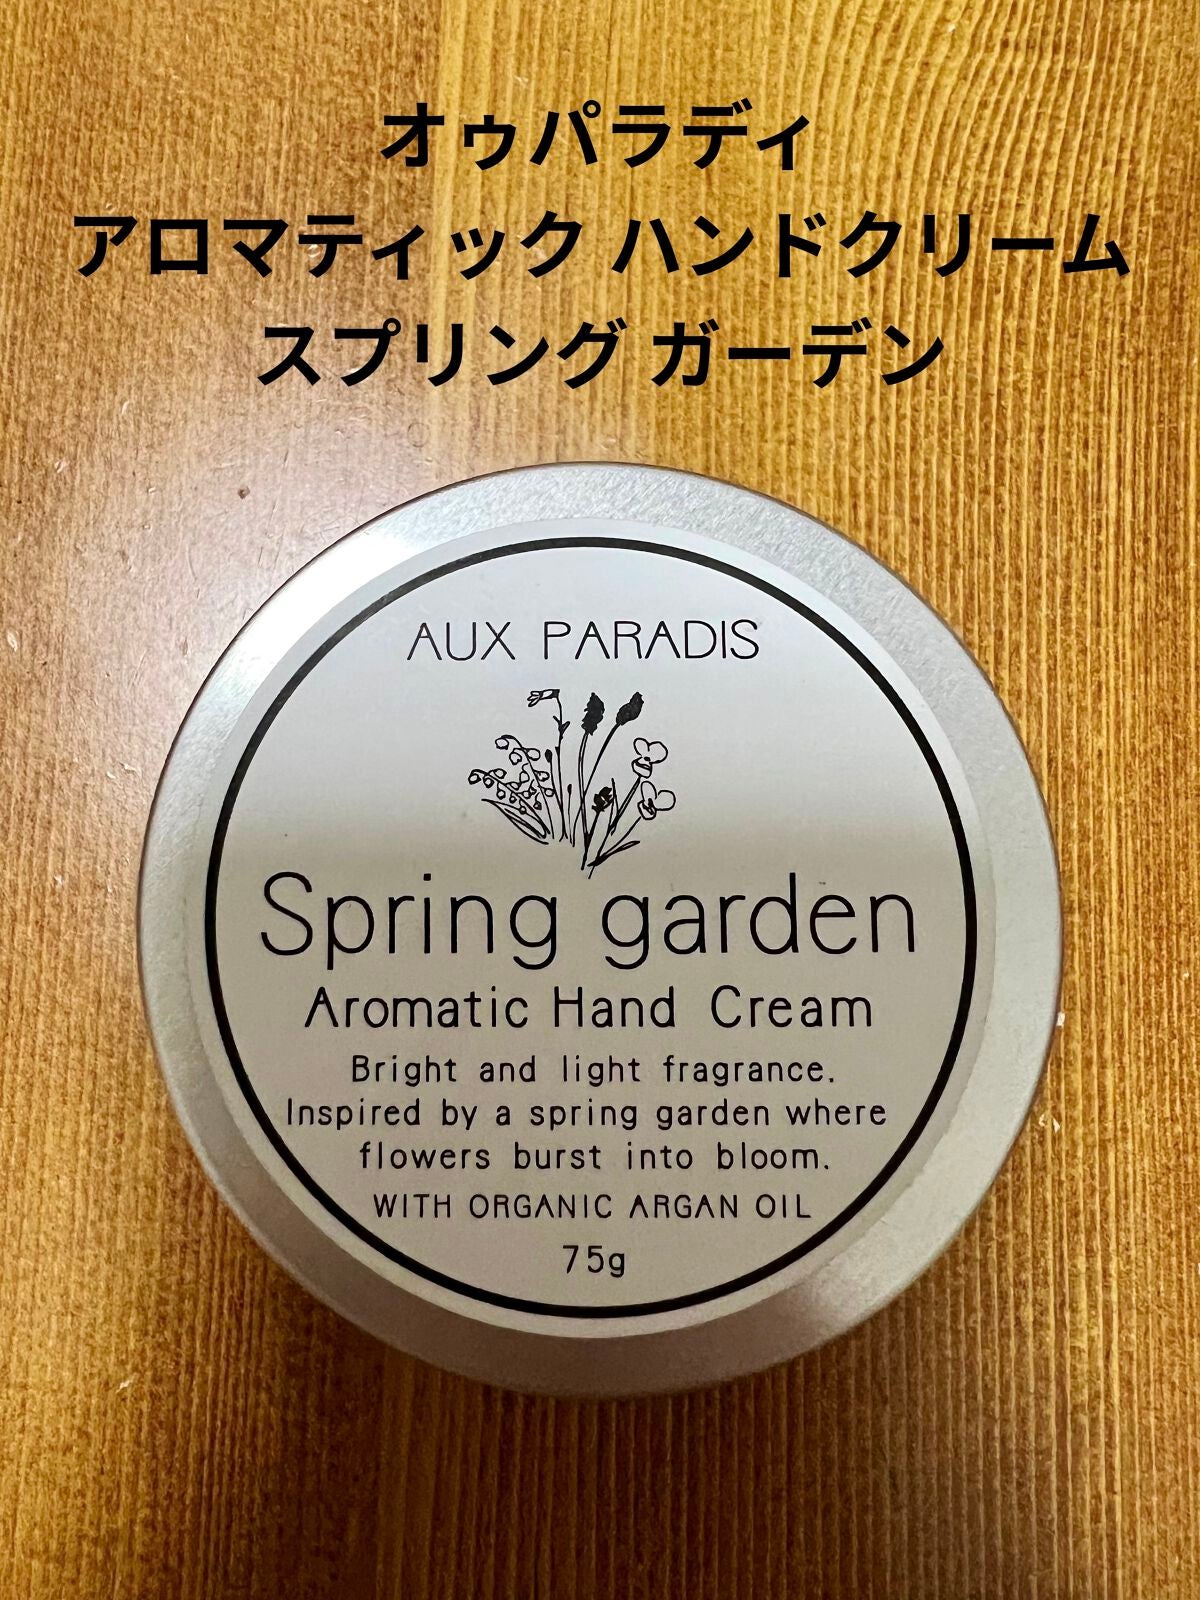 オゥパラディ
アロマティック ハンドクリーム
スプリング ガーデン
AUX PARADIS
Spring garden
Aromatic Hand Cream
Bright and light fragrance.
Inspired by a spring garden where
flowers burst into bloom.
WITH ORGANIC ARGAN OIL
75g